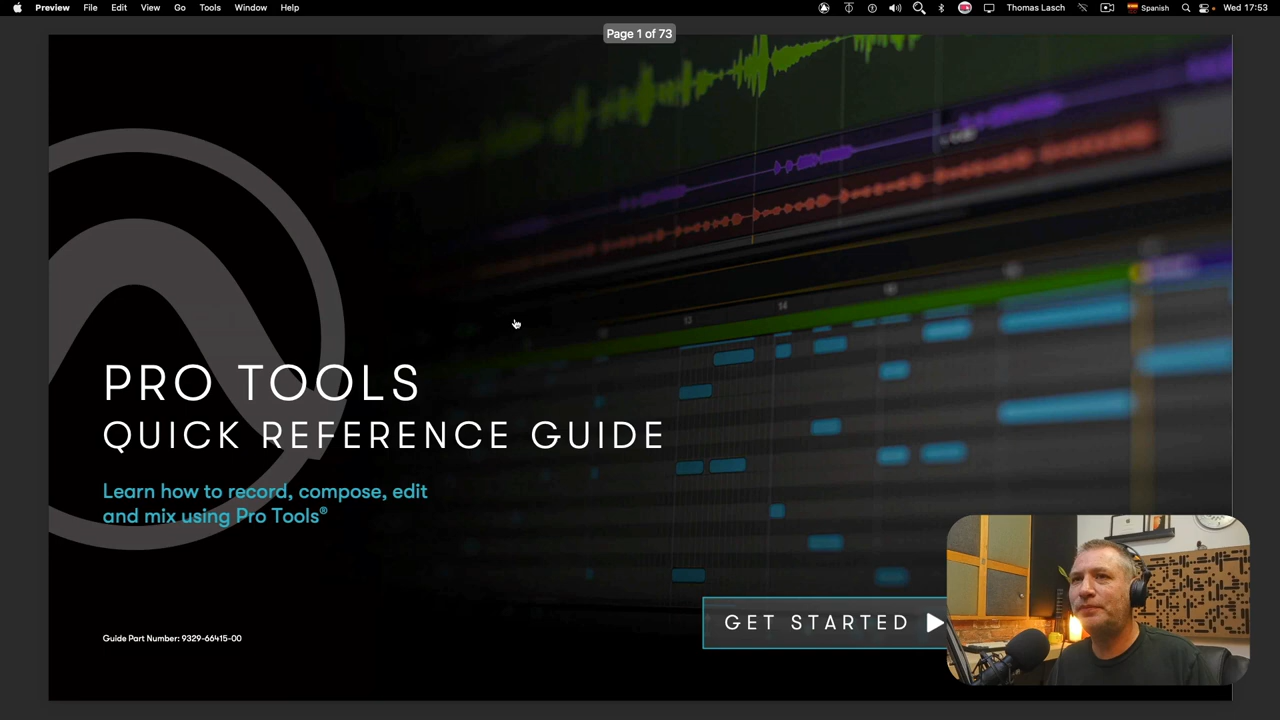 Preview File Edit View Go Tools Window Help Thomas Lasch Spanish Wed 17:53
Page 1 of 73
13 14
PRO TOOLS
QUICK REFERENCE GUIDE
Learn how to record, compose, edit
and mix using Pro Tools®
GET STARTED
Guide Part Number: 9329-66415-00